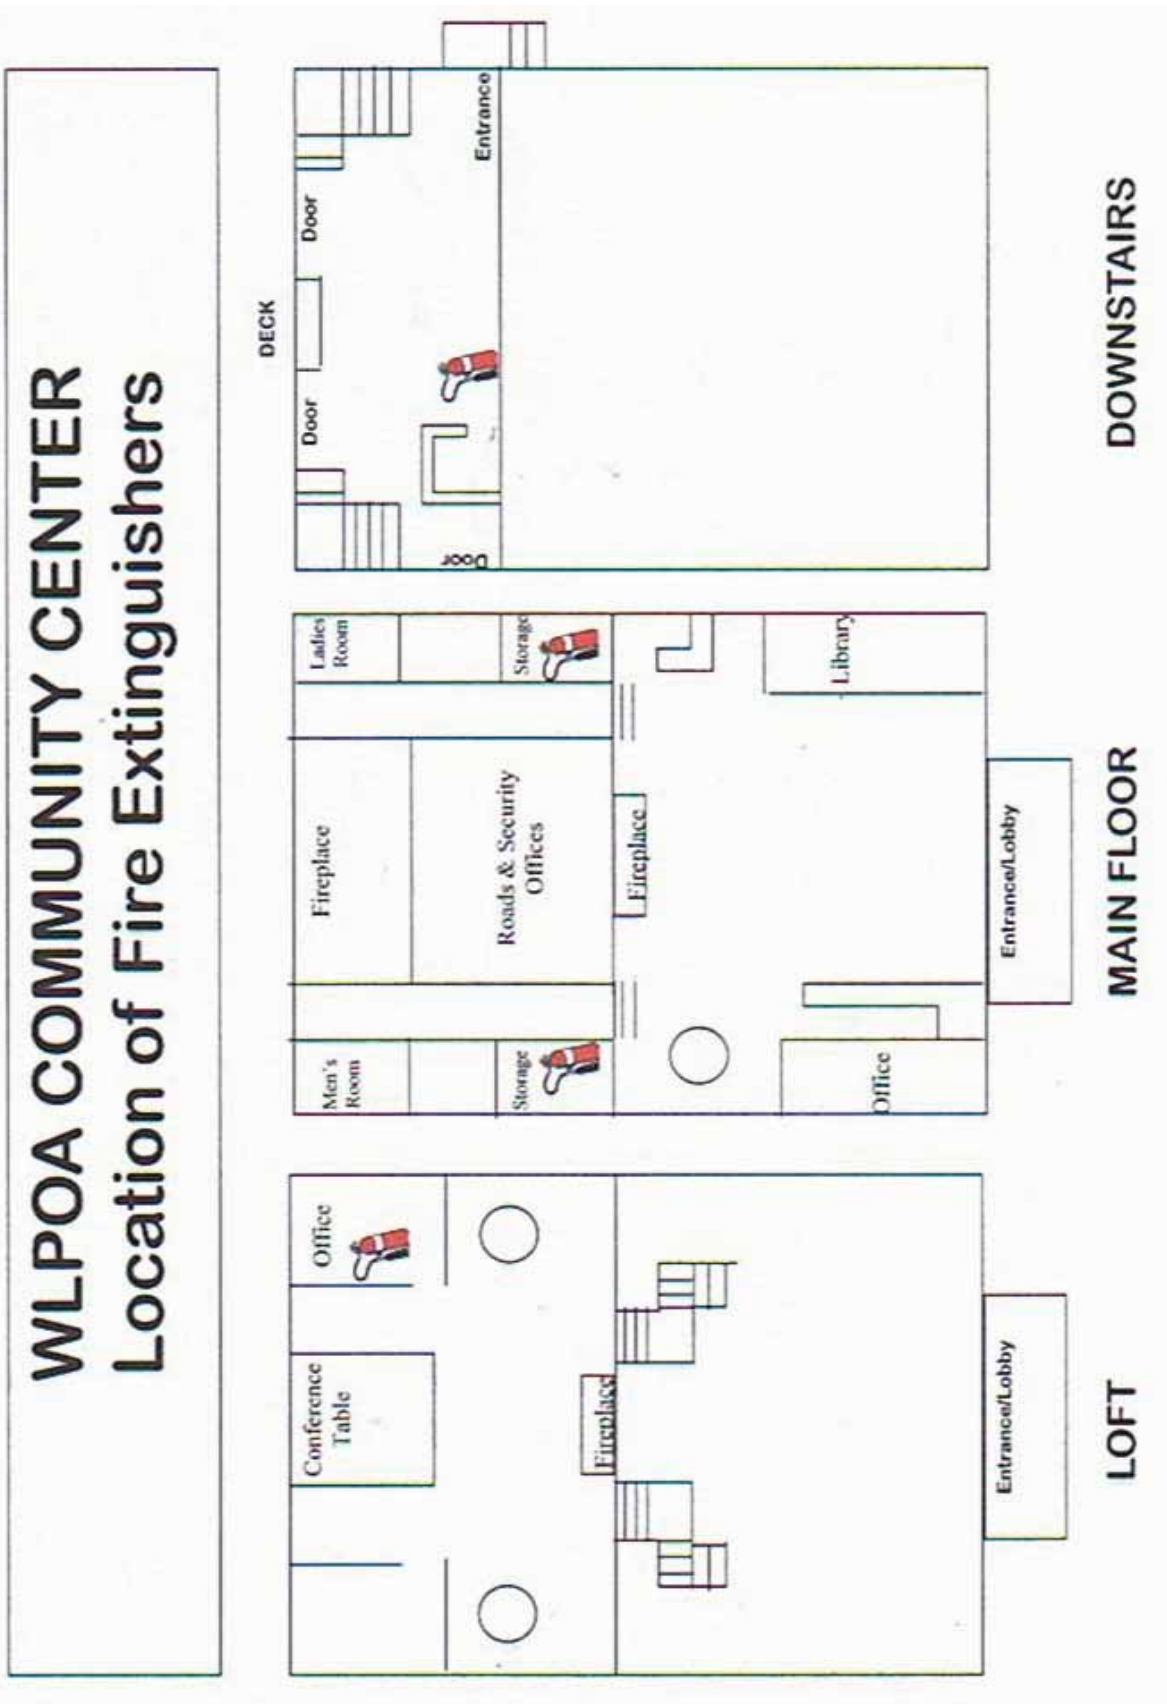 WLPOA COMMUNITY CENTER
Location of Fire Extinguishers
Conference
Table
Office
Fireplace
Entrance/Lobby
LOFT
Men's
Room
Fireplace
Ladies
Room
Storage
Roads & Security
Offices
Storage
Fireplace
Office
Library
Entrance/Lobby
MAIN FLOOR
DECK
Door
Door
Door
Entrance
DOWNSTAIRS